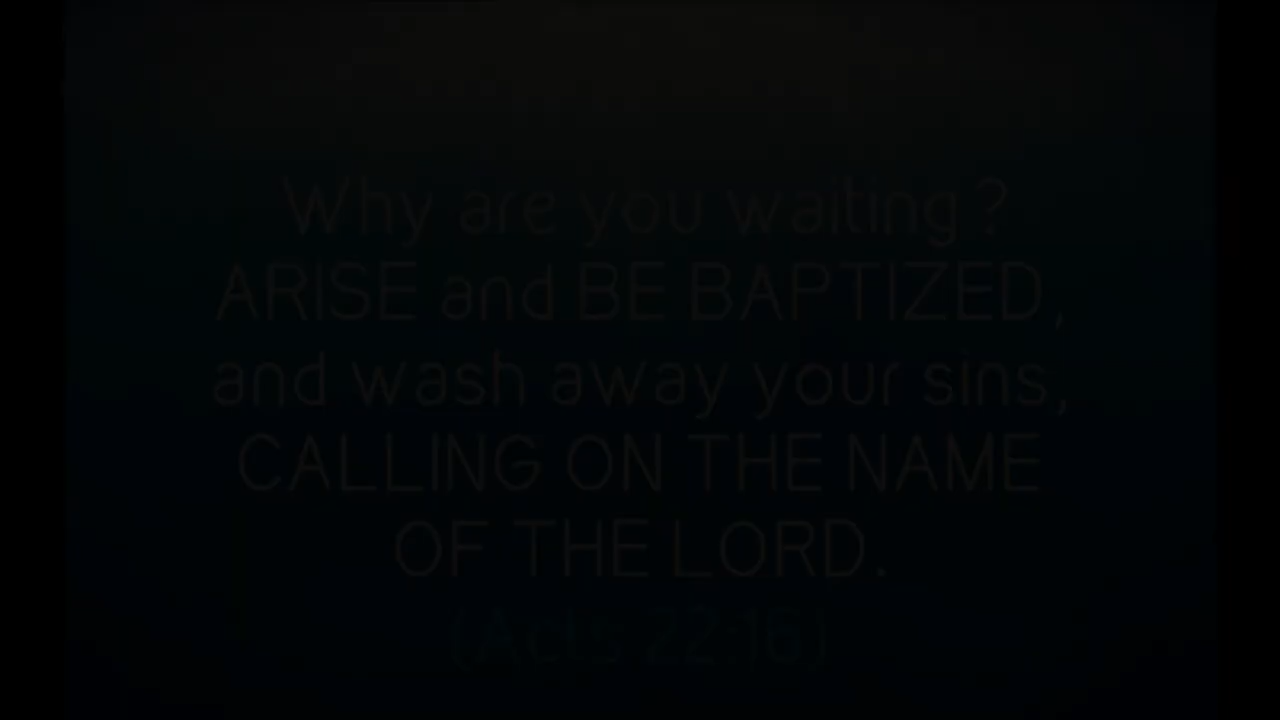 Why are you waiting?
ARISE and BE BAPTIZED,
and wash away your sins,
CALLING ON THE NAME
OF THE LORD.
(Acts 22:16)